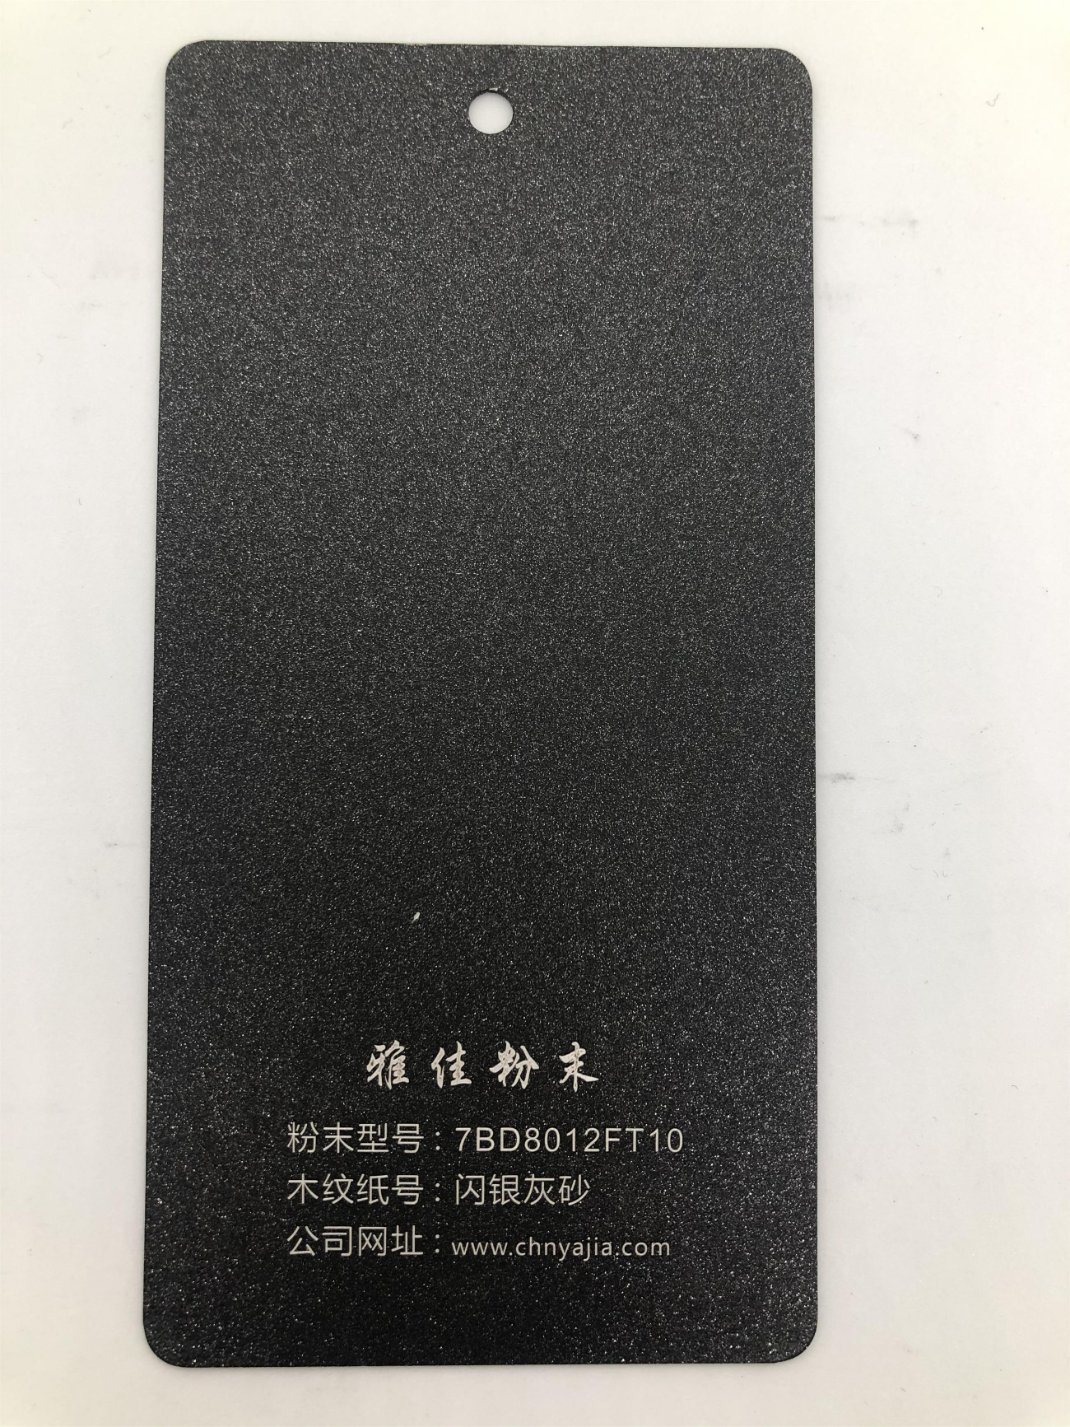 雅佳粉末
粉末型号：7BD8012FT10
木纹纸号：闪银灰砂
公司网址：www.chnyajia.com